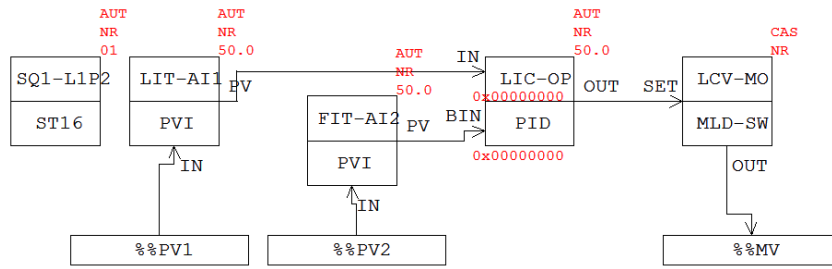 AUT
NR
01
AUT
NR
50.0
AUT
NR
50.0
AUT
NR
50.0
CAS
NR
SQ1-L1P2
ST16
LIT-AI1
PVI
PV
IN
FIT-AI2
PVI
PV
IN
IN
BIN
LIC-OP
0x00000000
PID
0x00000000
OUT
SET
LCV-MO
MLD-SW
OUT
%%PV1
%%PV2
%%MV